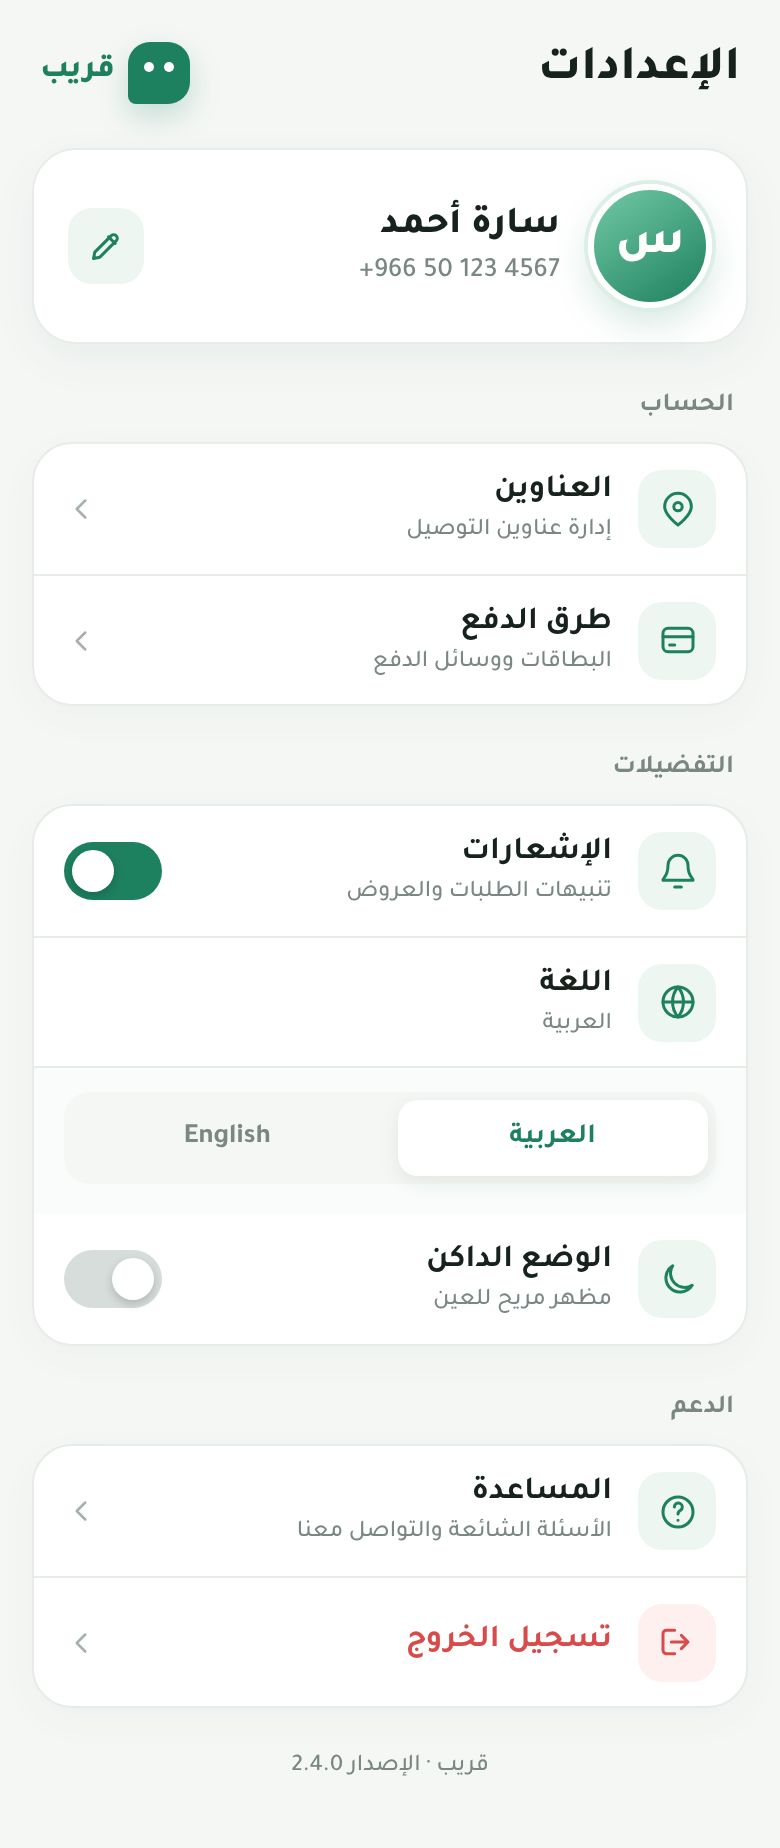 الإعدادات
قريب
س
سارة أحمد
+966 50 123 4567
الحساب
العناوين
إدارة عناوين التوصيل
طرق الدفع
البطاقات ووسائل الدفع
التفضيلات
الإشعارات
تنبيهات الطلبات والعروض
اللغة
العربية
العربية
English
الوضع الداكن
مظهر مريح للعين
الدعم
المساعدة
الأسئلة الشائعة والتواصل معنا
تسجيل الخروج
قريب · الإصدار 2.4.0